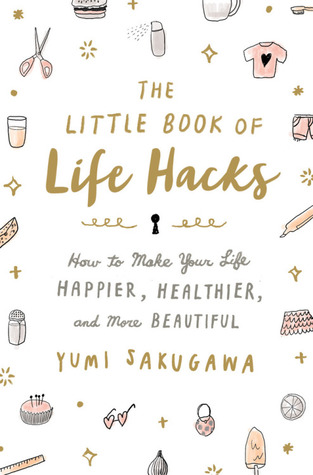 THE
LITTLE BOOK OF
Life Hacks
How to Make Your Life
HAPPIER, HEALTHIER,
and More BEAUTIFUL
YUMI SAKUGAWA